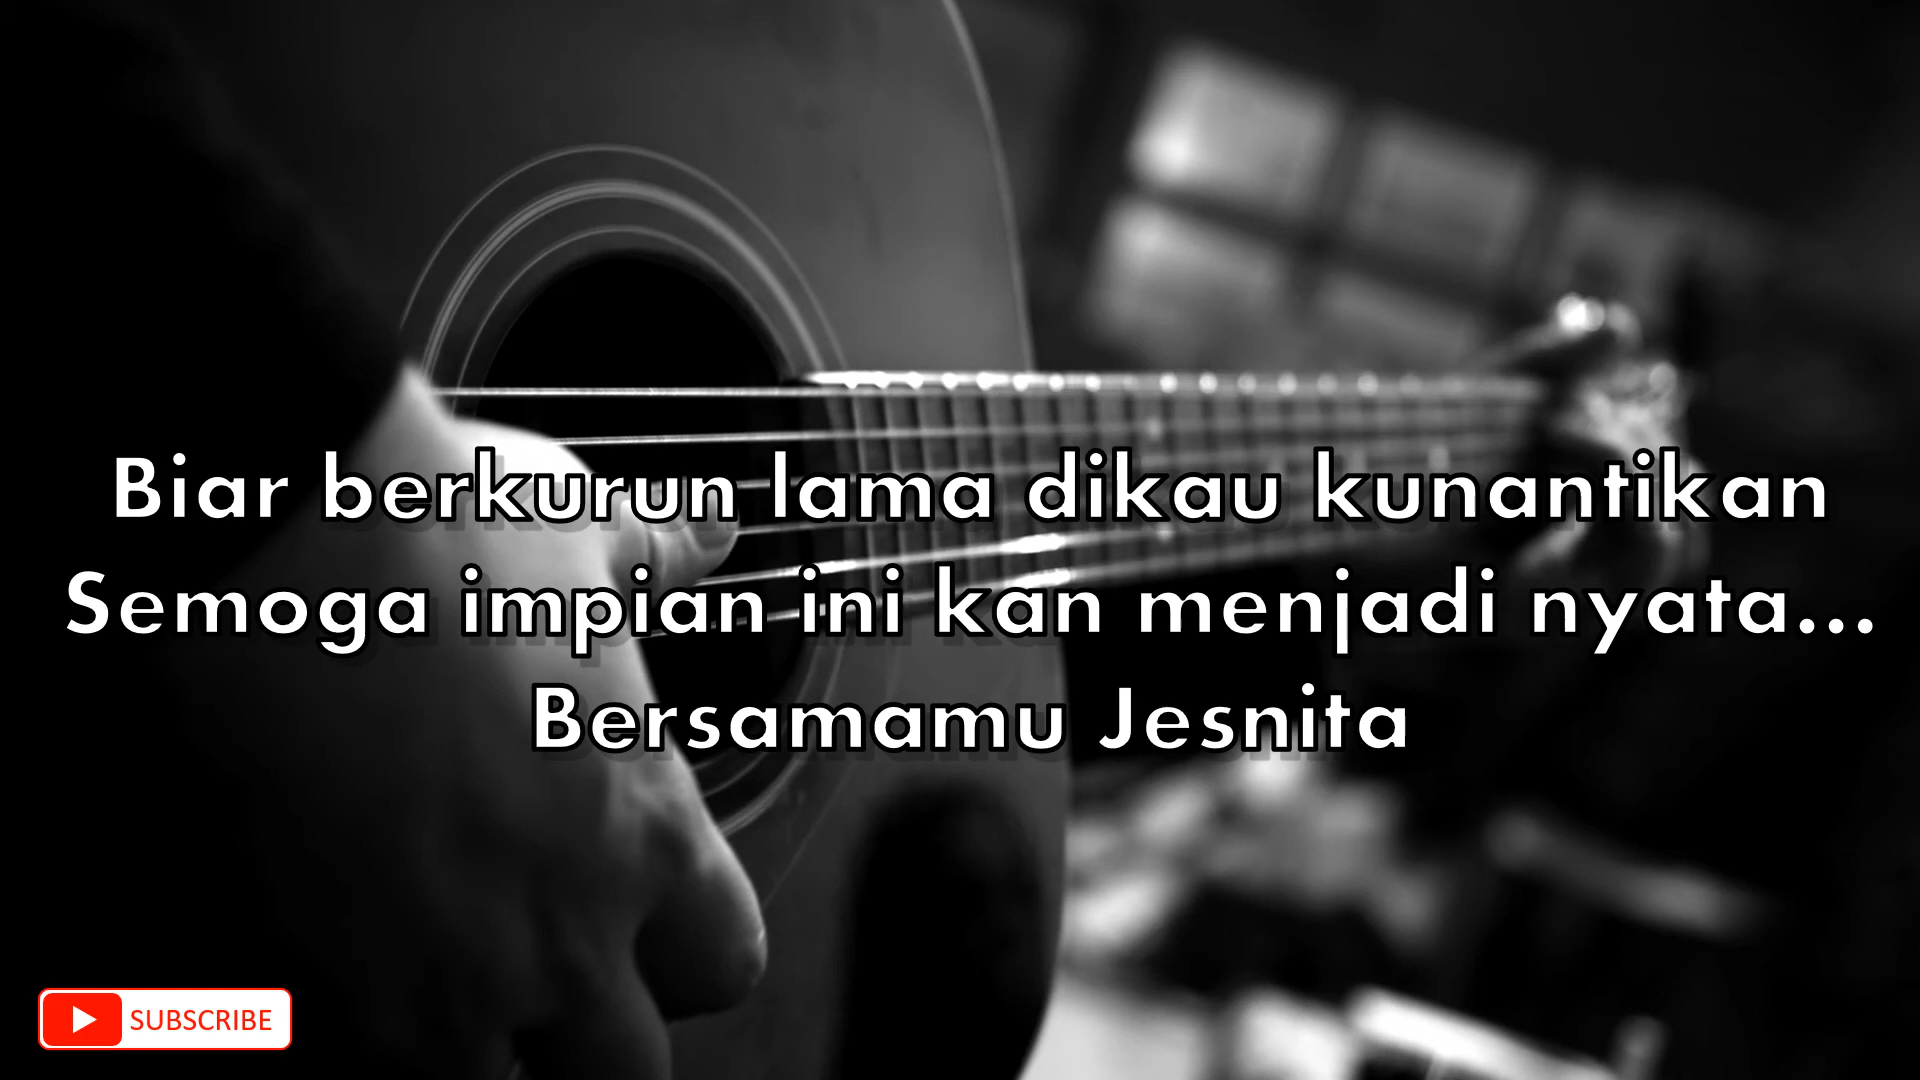 Biar berkurun lama dikau kunantikan
Semoga impian ini kan menjadi nyata...
Bersamamu Jesnita
SUBSCRIBE